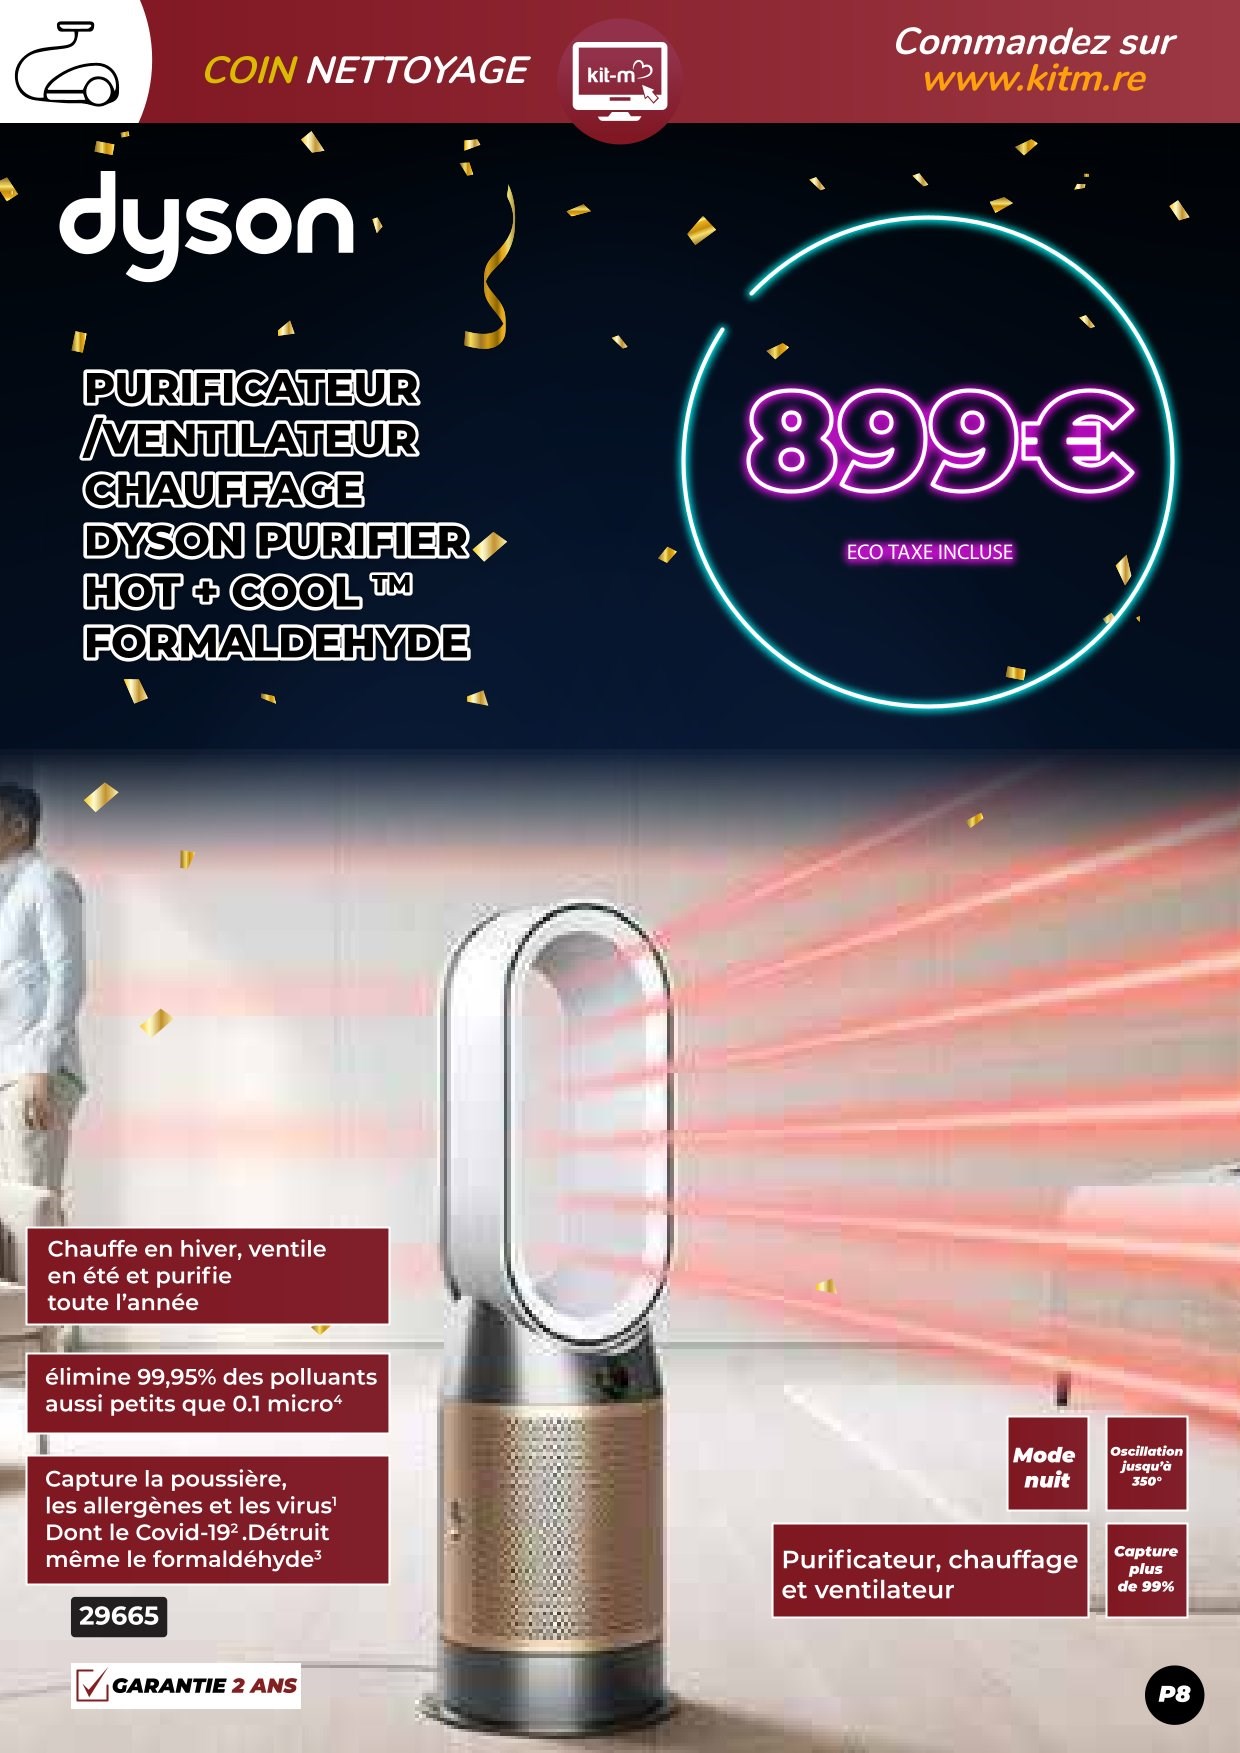 COIN NETTOYAGE
kit-m
Commandez sur
www.kitm.re
dyson
PURIFICATEUR
/VENTILATEUR
CHAUFFAGE
DYSON PURIFIER
HOT + COOL ™
FORMALDEHYDE
899€
ECO TAXE INCLUSE
Chauffe en hiver, ventile
en été et purifie
toute l’année
élimine 99,95% des polluants
aussi petits que 0.1 micro⁴
Capture la poussière,
les allergènes et les virus¹
Dont le Covid-19² .Détruit
même le formaldéhyde³
29665
GARANTIE 2 ANS
Mode
nuit
Oscillation
jusqu’à
350°
Purificateur, chauffage
et ventilateur
Capture
plus
de 99%
P8